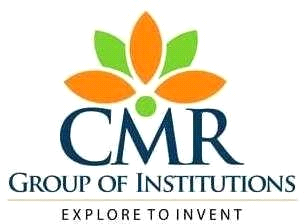 CMR
GROUP OF INSTITUTIONS
EXPLORE TO INVENT